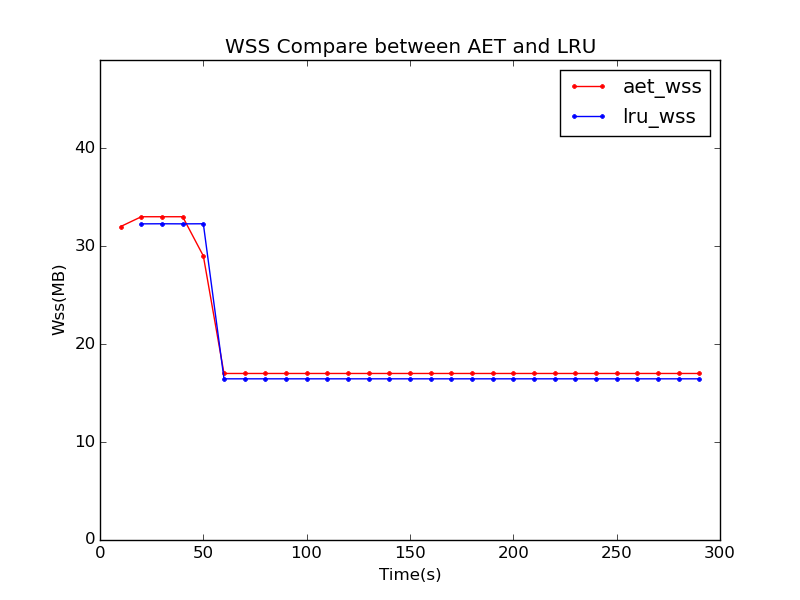 WSS Compare between AET and LRU
aet_wss
lru_wss
Wss(MB)
40
30
20
10
0
0 50 100 150 200 250 300
Time(s)